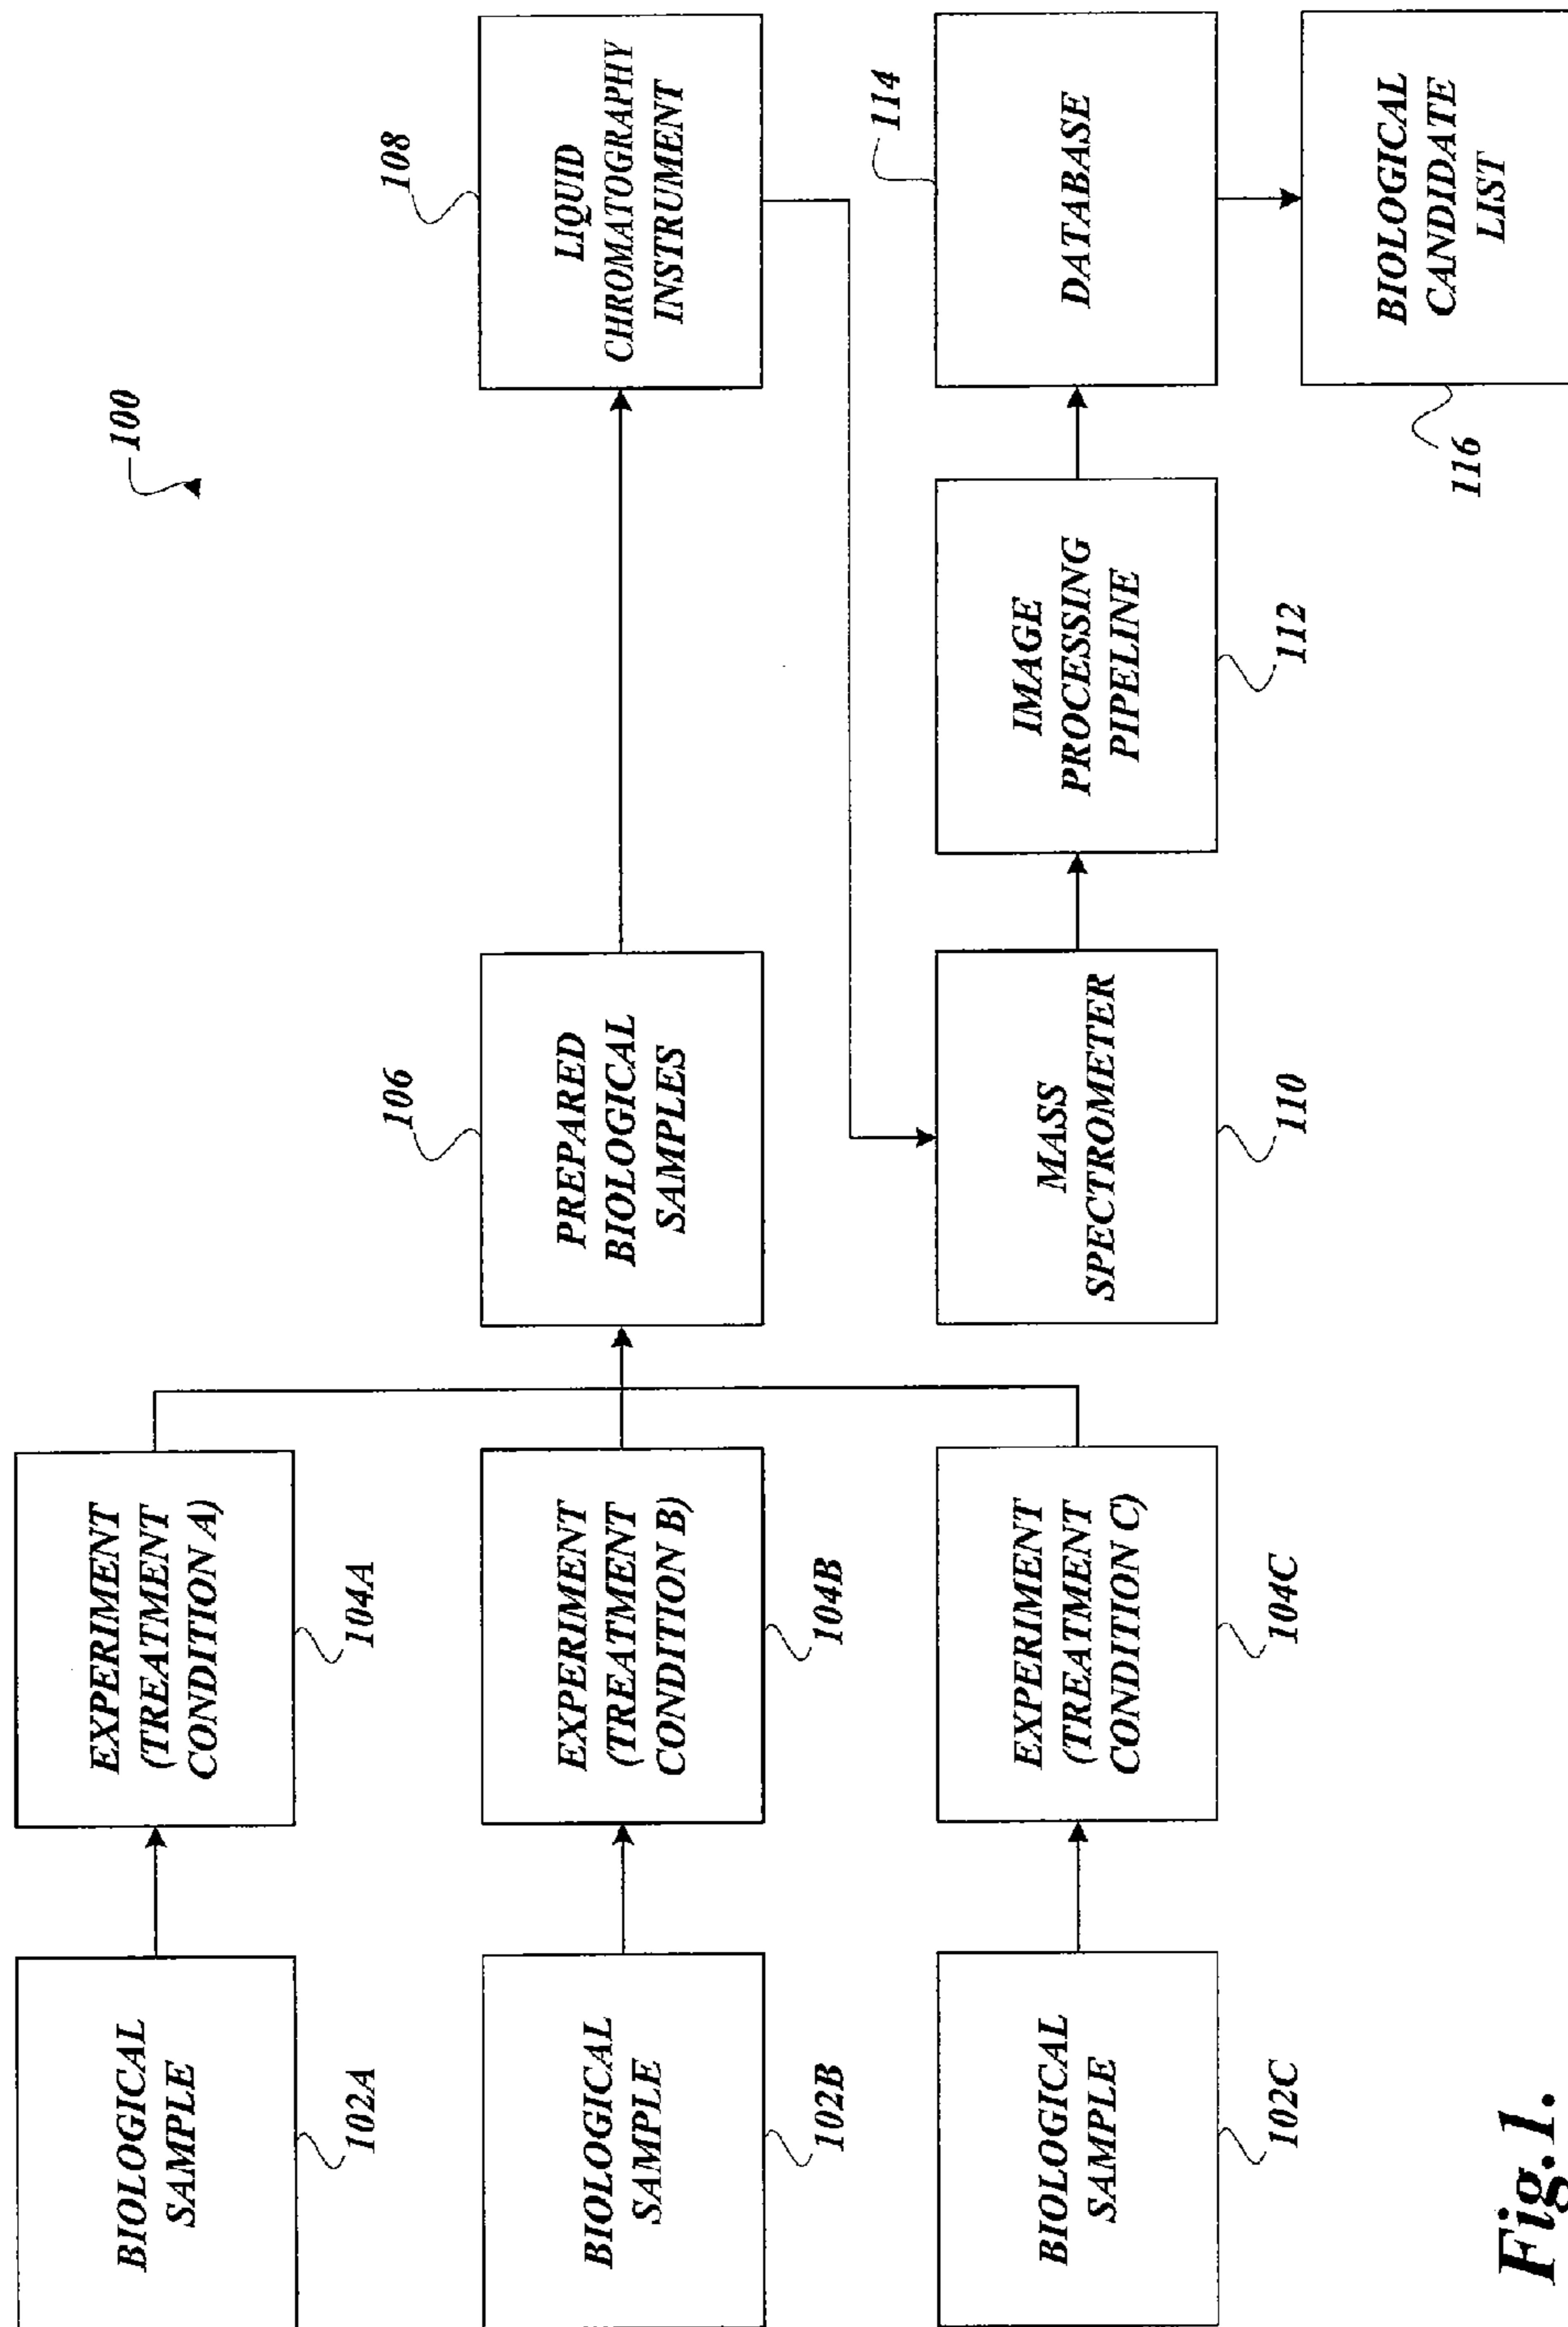 100
BIOLOGICAL
SAMPLE
102A
EXPERIMENT
(TREATMENT
CONDITION A)
104A
BIOLOGICAL
SAMPLE
102B
EXPERIMENT
(TREATMENT
CONDITION B)
104B
BIOLOGICAL
SAMPLE
102C
EXPERIMENT
(TREATMENT
CONDITION C)
104C
106
PREPARED
BIOLOGICAL
SAMPLES
108
LIQUID
CHROMATOGRAPHY
INSTRUMENT
MASS
SPECTROMETER
110
IMAGE
PROCESSING
PIPELINE
112
114
DATABASE
BIOLOGICAL
CANDIDATE
LIST
116
Fig.1.